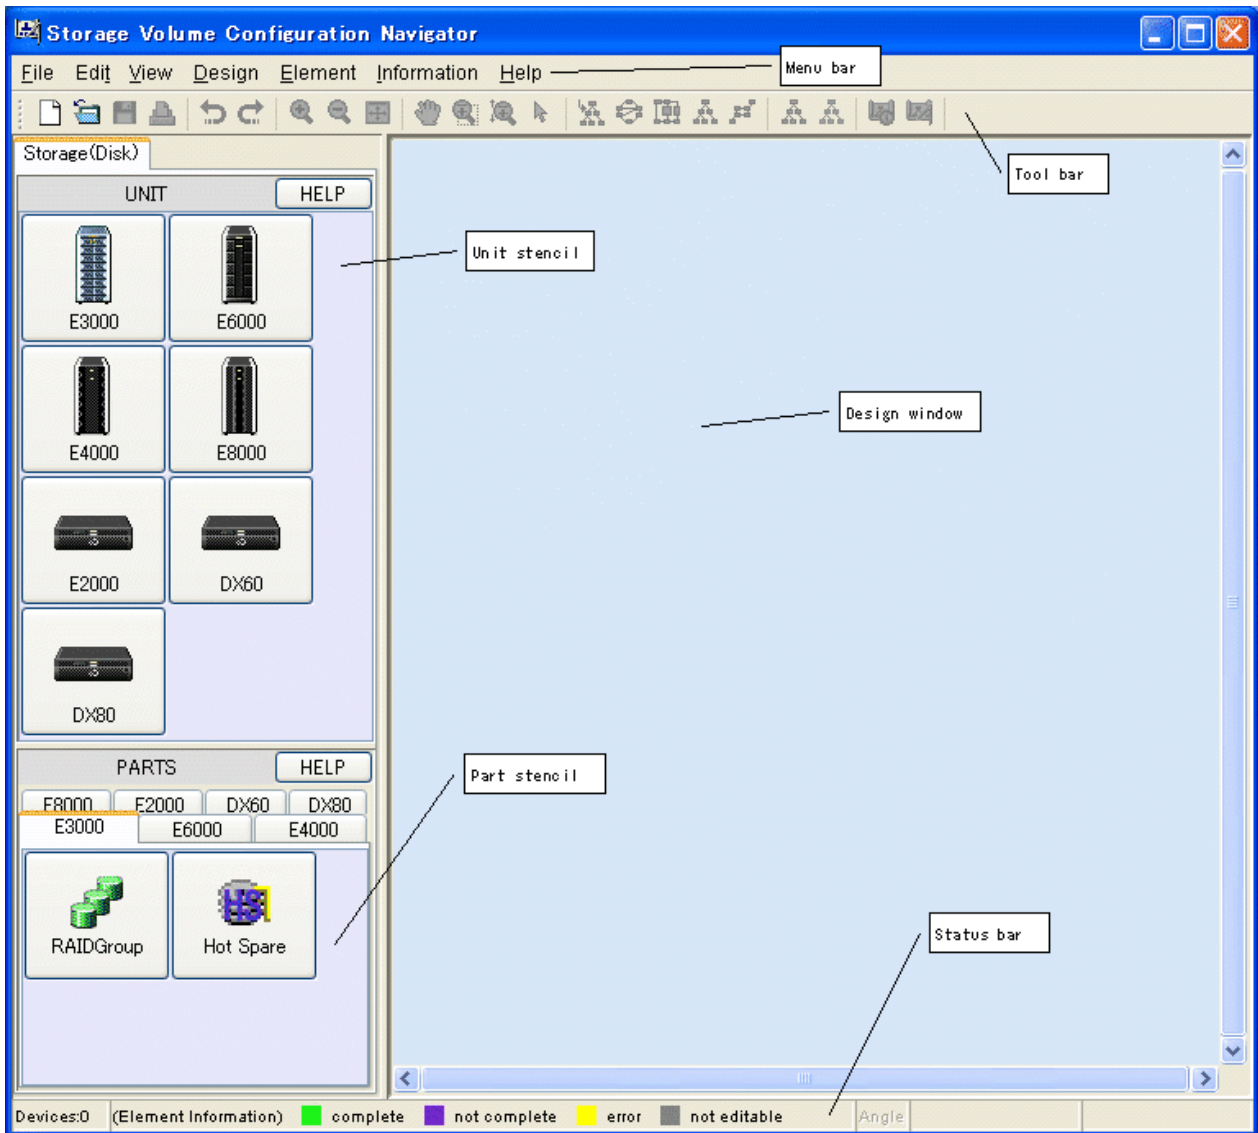 Storage Volume Configuration Navigator
File Edit View Design Element Information Help
Menu bar
Tool bar
Storage(Disk)
UNIT HELP
Unit stencil
E3000 E6000
Design window
E4000 E8000
E2000 DX60
DX80
PARTS HELP
Part stencil
E8000 E2000 DX60 DX80
E3000 E6000 E4000
HS
RAIDGroup Hot Spare
Status bar
Devices:0 (Element Information) complete not complete error not editable Angle